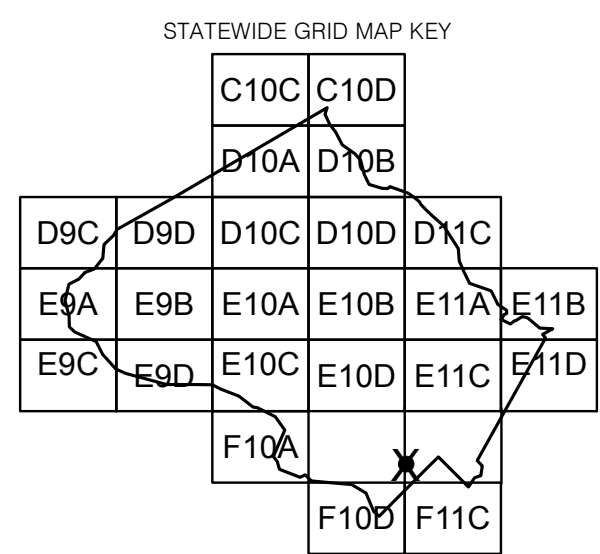 STATEWIDE GRID MAP KEY
C10C C10D
D10A D10B
D9C D9D D10C D10D D11C
E9A E9B E10A E10B E11A E11B
E9C E9D E10C E10D E11C E11D
F10A
F10D F11C